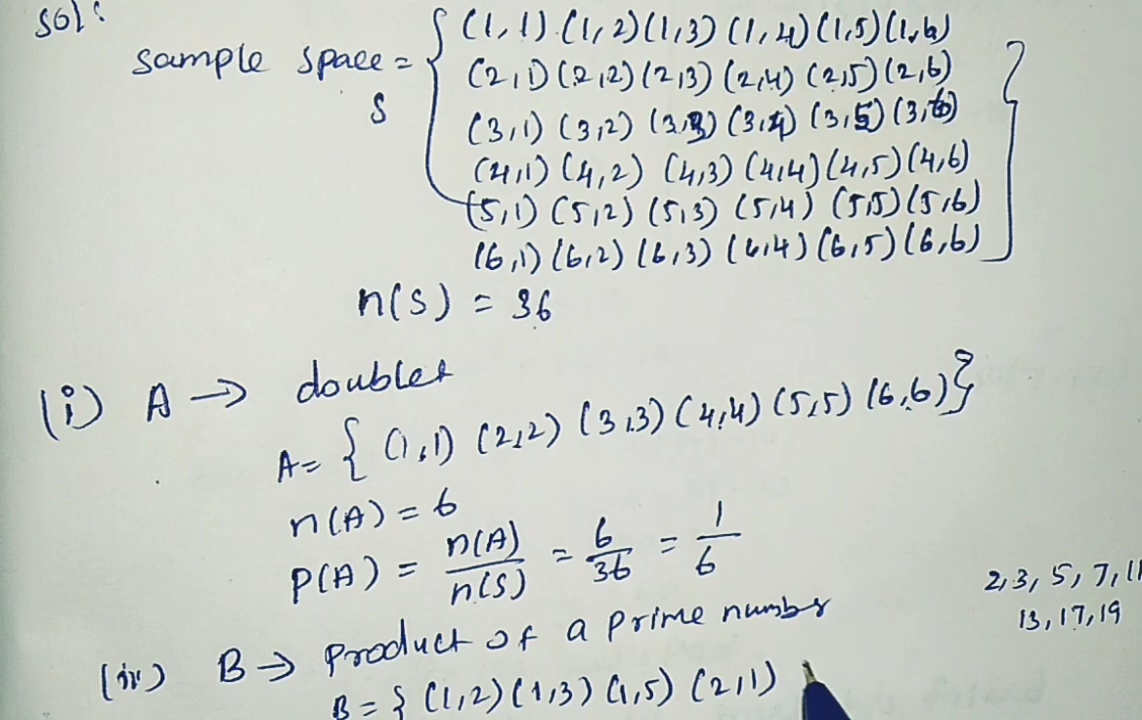 Sol:
Sample Space = { (1,1) (1,2) (1,3) (1,4) (1,5) (1,6)
S (2,1) (2,2) (2,3) (2,4) (2,5) (2,6)
(3,1) (3,2) (3,3) (3,4) (3,5) (3,6)
(4,1) (4,2) (4,3) (4,4) (4,5) (4,6)
(5,1) (5,2) (5,3) (5,4) (5,5) (5,6)
(6,1) (6,2) (6,3) (6,4) (6,5) (6,6) }
n(S) = 36
(i) A → doublet
A = { (1,1) (2,2) (3,3) (4,4) (5,5) (6,6) }
n(A) = 6
P(A) = n(A)/n(S) = 6/36 = 1/6
2, 3, 5, 7, 11
13, 17, 19
B → Product of a prime number
B = { (1,2) (1,3) (1,5) (2,1)